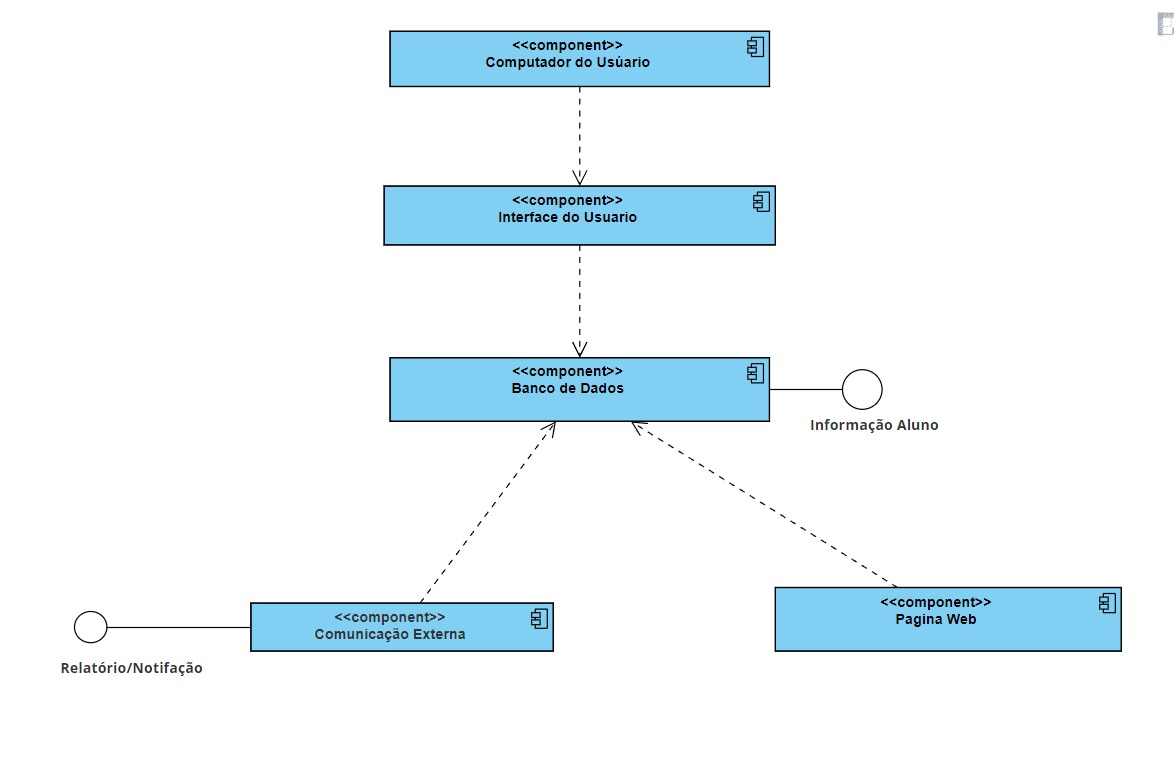 <<component>>
Computador do Usúario
<<component>>
Interface do Usuario
<<component>>
Banco de Dados
Informação Aluno
<<component>>
Comunicação Externa
<<component>>
Pagina Web
Relatório/Notifação